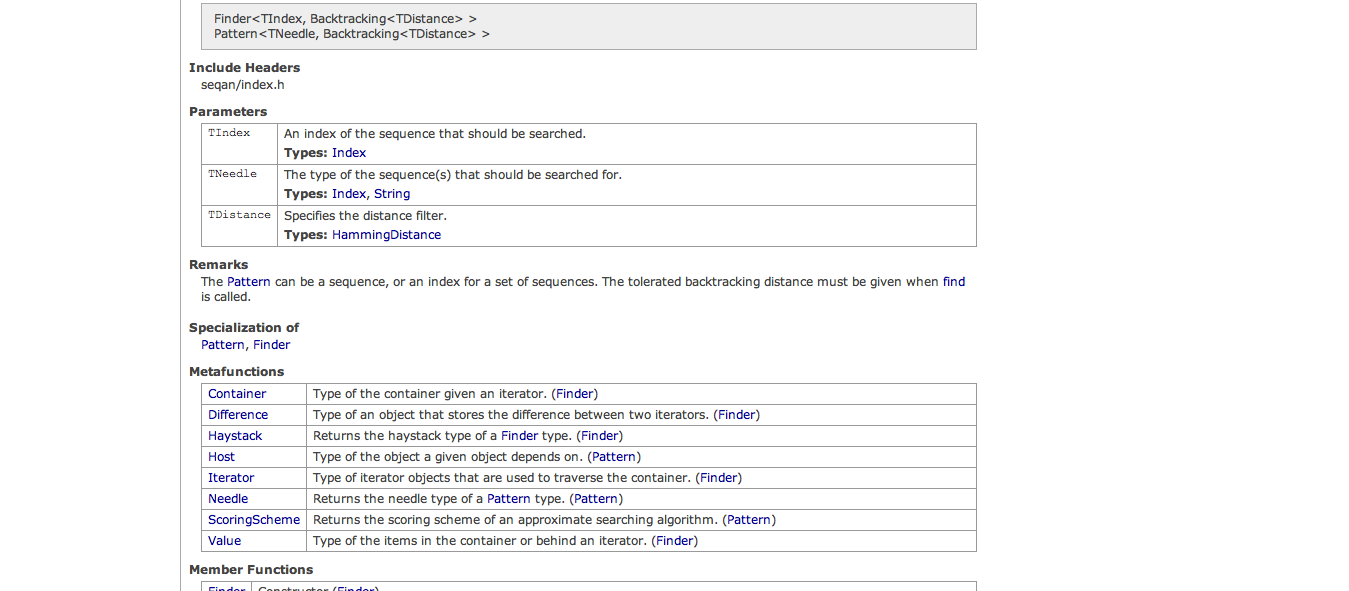 Finder<TIndex, Backtracking<TDistance> >
Pattern<TNeedle, Backtracking<TDistance> >
Include Headers
seqan/index.h
Parameters
TIndex An index of the sequence that should be searched.
Types: Index
TNeedle The type of the sequence(s) that should be searched for.
Types: Index, String
TDistance Specifies the distance filter.
Types: HammingDistance
Remarks
The Pattern can be a sequence, or an index for a set of sequences. The tolerated backtracking distance must be given when find
is called.
Specialization of
Pattern, Finder
Metafunctions
Container Type of the container given an iterator. (Finder)
Difference Type of an object that stores the difference between two iterators. (Finder)
Haystack Returns the haystack type of a Finder type. (Finder)
Host Type of the object a given object depends on. (Pattern)
Iterator Type of iterator objects that are used to traverse the container. (Finder)
Needle Returns the needle type of a Pattern type. (Pattern)
ScoringScheme Returns the scoring scheme of an approximate searching algorithm. (Pattern)
Value Type of the items in the container or behind an iterator. (Finder)
Member Functions
Finder Constructor (Finder)